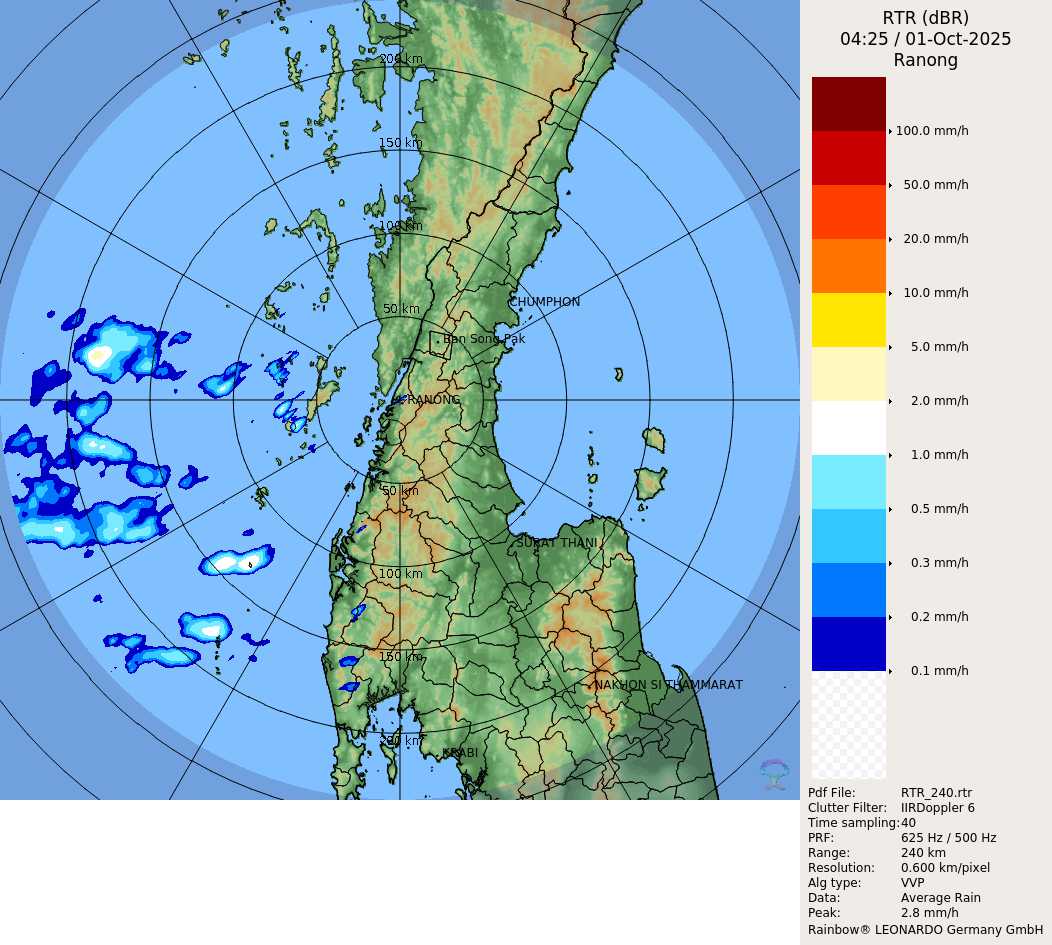 RTR (dBR)
04:25 / 01-Oct-2025
Ranong
200 km
150 km
100 km
50 km
CHUMPHON
Ban Song Pak
RANONG
50 km
SURAT THANI
100 km
150 km
NAKHON SI THAMMARAT
200 km
KRABI
100.0 mm/h
50.0 mm/h
20.0 mm/h
10.0 mm/h
5.0 mm/h
2.0 mm/h
1.0 mm/h
0.5 mm/h
0.3 mm/h
0.2 mm/h
0.1 mm/h
Pdf File: RTR_240.rtr
Clutter Filter: IIRDoppler 6
Time sampling:40
PRF: 625 Hz / 500 Hz
Range: 240 km
Resolution: 0.600 km/pixel
Alg type: VVP
Data: Average Rain
Peak: 2.8 mm/h
Rainbow® LEONARDO Germany GmbH